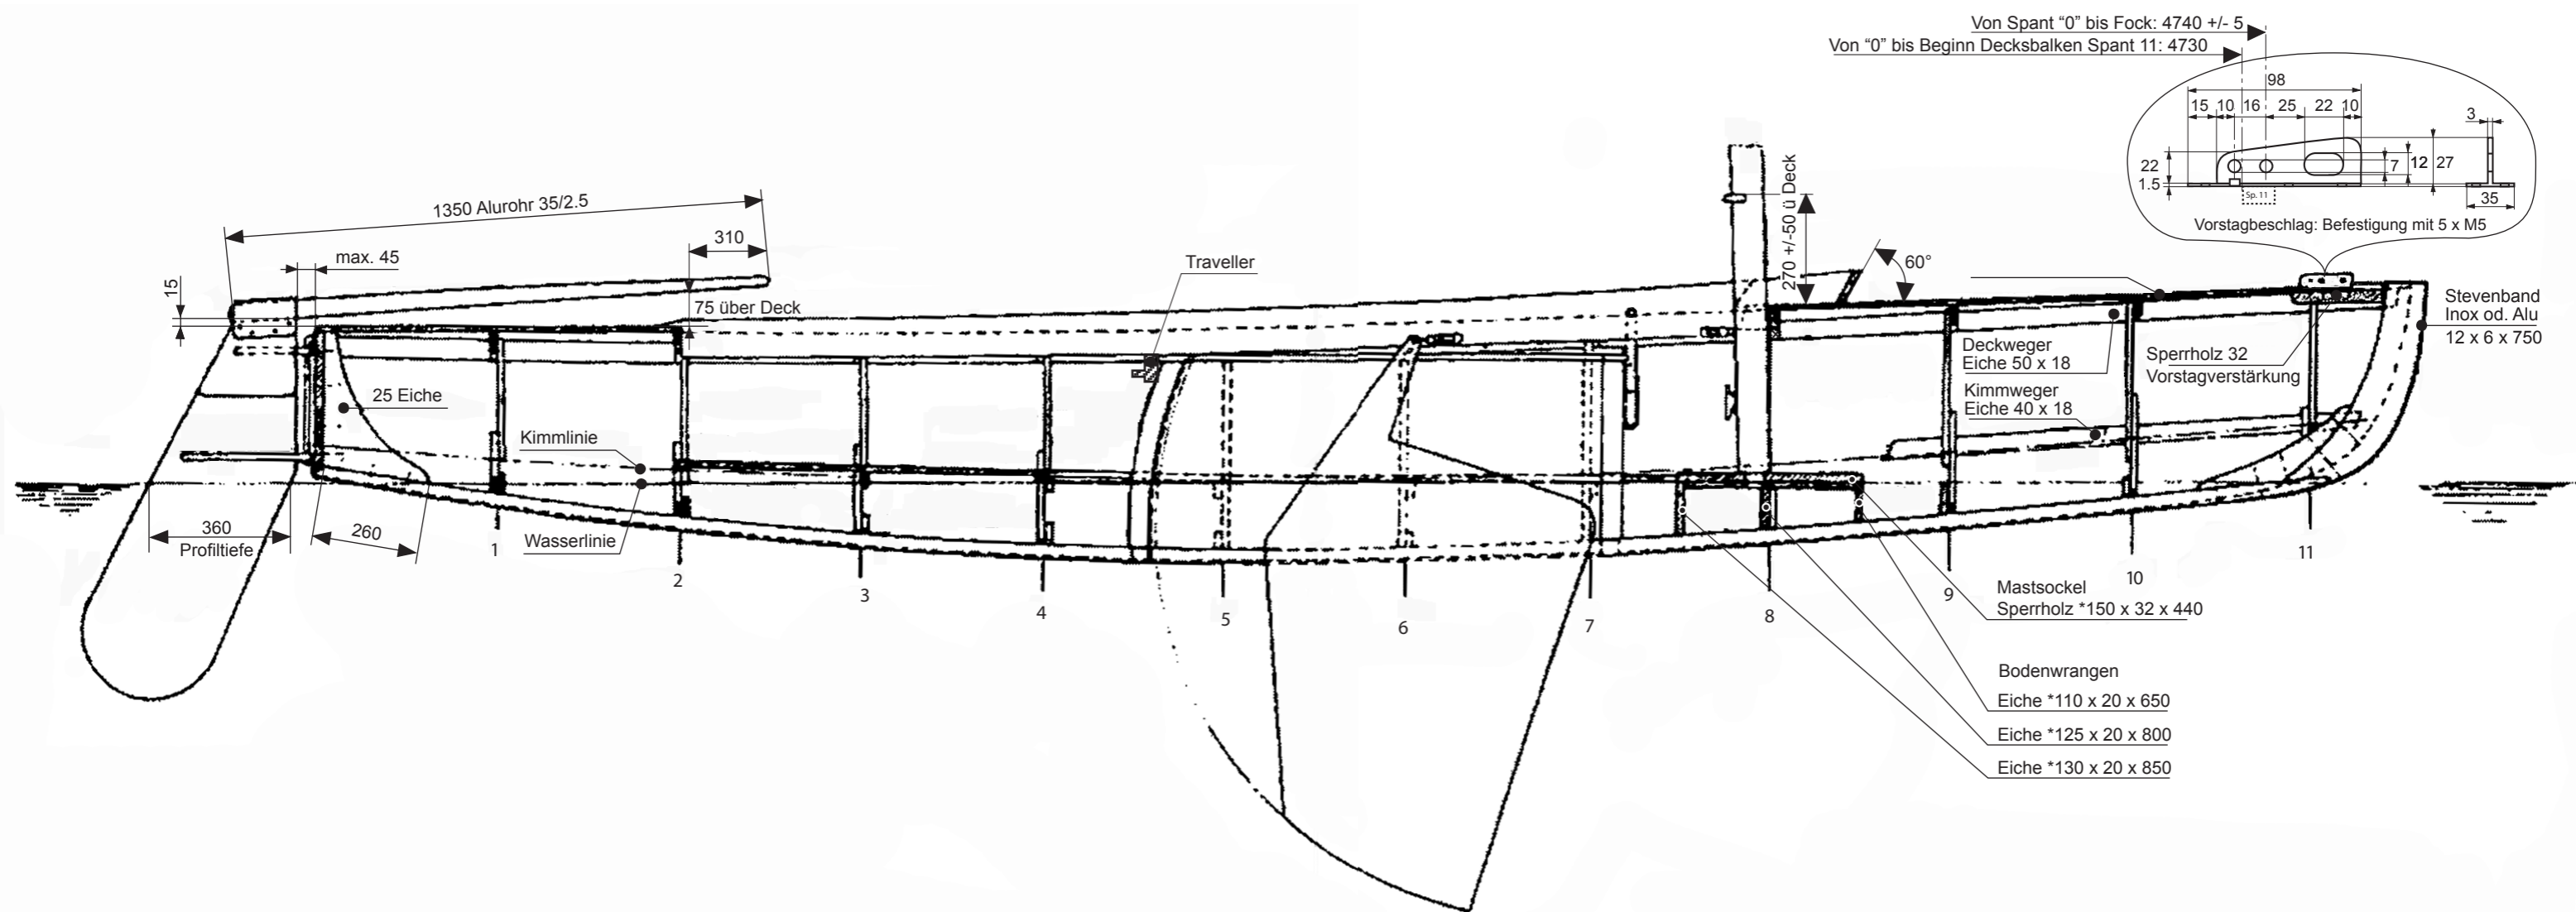 Von Spant “0” bis Fock: 4740 +/- 5
Von “0” bis Beginn Decksbalken Spant 11: 4730
98
15 10 16 25 22 10
3
22
7 12 27
1.5
Sp. 11
35
Vorstagbeschlag: Befestigung mit 5 x M5
1350 Alurohr 35/2.5
310
max. 45
15
75 über Deck
Traveller
270 +/-50 ü Deck
60°
Stevenband
Inox od. Alu
12 x 6 x 750
Deckweger
Eiche 50 x 18
Sperrholz 32
Vorstagverstärkung
Kimmweger
Eiche 40 x 18
25 Eiche
Kimmlinie
Wasserlinie
360
Profiltiefe
260
1
2
3
4
5
6
7
8
9
10
11
Mastsockel
Sperrholz *150 x 32 x 440
Bodenwrangen
Eiche *110 x 20 x 650
Eiche *125 x 20 x 800
Eiche *130 x 20 x 850